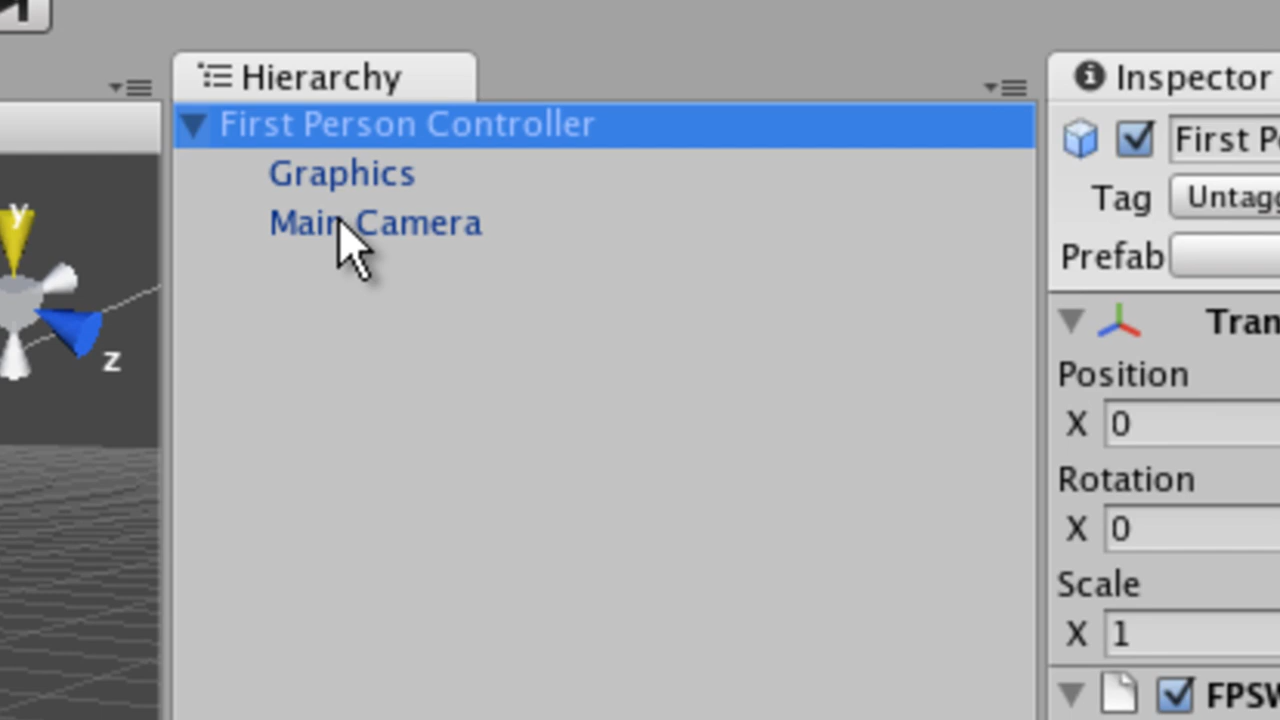 Hierarchy
First Person Controller
Graphics
Main Camera
y
z
Inspector
First P
Tag Untagg
Prefab
Tran
Position
X 0
Rotation
X 0
Scale
X 1
FPSW